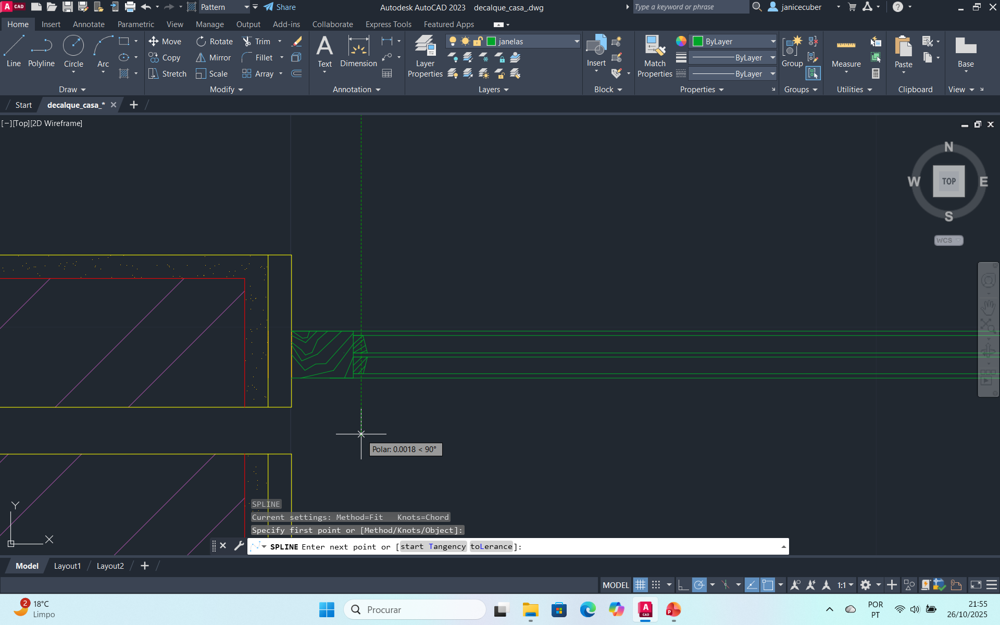 A CAD Pattern Share Autodesk AutoCAD 2023 decalque_casa_.dwg Type a keyword or phrase janicecuber
Home Insert Annotate Parametric View Manage Output Add-ins Collaborate Express Tools Featured Apps
Line Polyline Circle Arc
Move Rotate Trim
Copy Mirror Fillet
Stretch Scale Array
Text Dimension
Layer Properties
janelas
Insert
Match Properties
ByLayer
ByLayer
ByLayer
Group
Measure
Paste
Base
Draw Modify Annotation Layers Block Properties Groups Utilities Clipboard View
Start decalque_casa_*
[−][Top][2D Wireframe]
N
W TOP E
S
WCS
Polar: 0.0018 < 90°
Y
X
SPLINE
Current settings: Method=Fit Knots=Chord
Specify first point or [Method/Knots/Object]:
SPLINE Enter next point or [start Tangency toLerance]:
Model Layout1 Layout2
MODEL 1:1
2
18°C
Limpo
Procurar
A CAD
P
POR
PT
21:55
26/10/2025